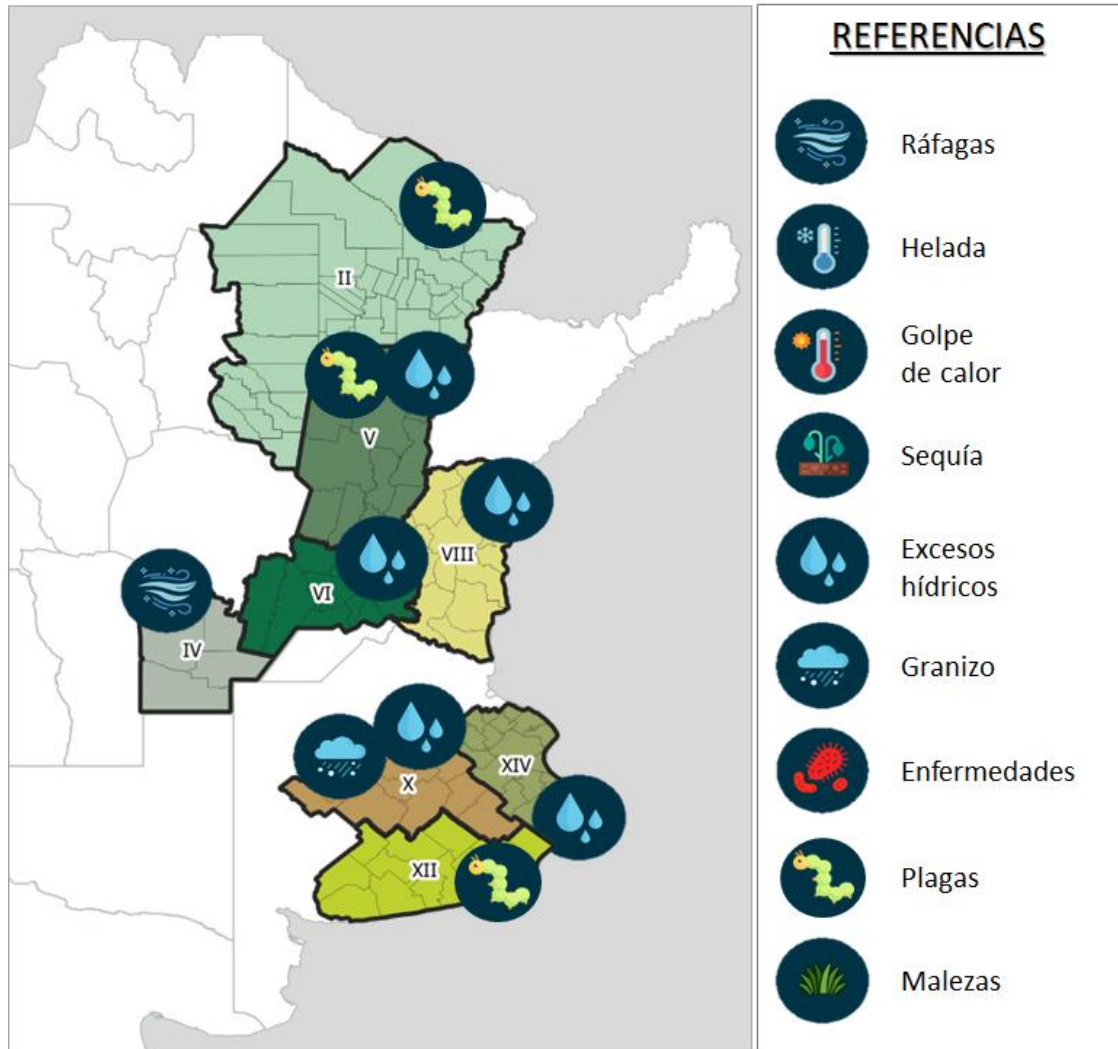 REFERENCIAS
Ráfagas
Helada
Golpe
de calor
Sequía
Excesos
hídricos
Granizo
Enfermedades
Plagas
Malezas
II
V
VIII
VI
IV
XIV
X
XII